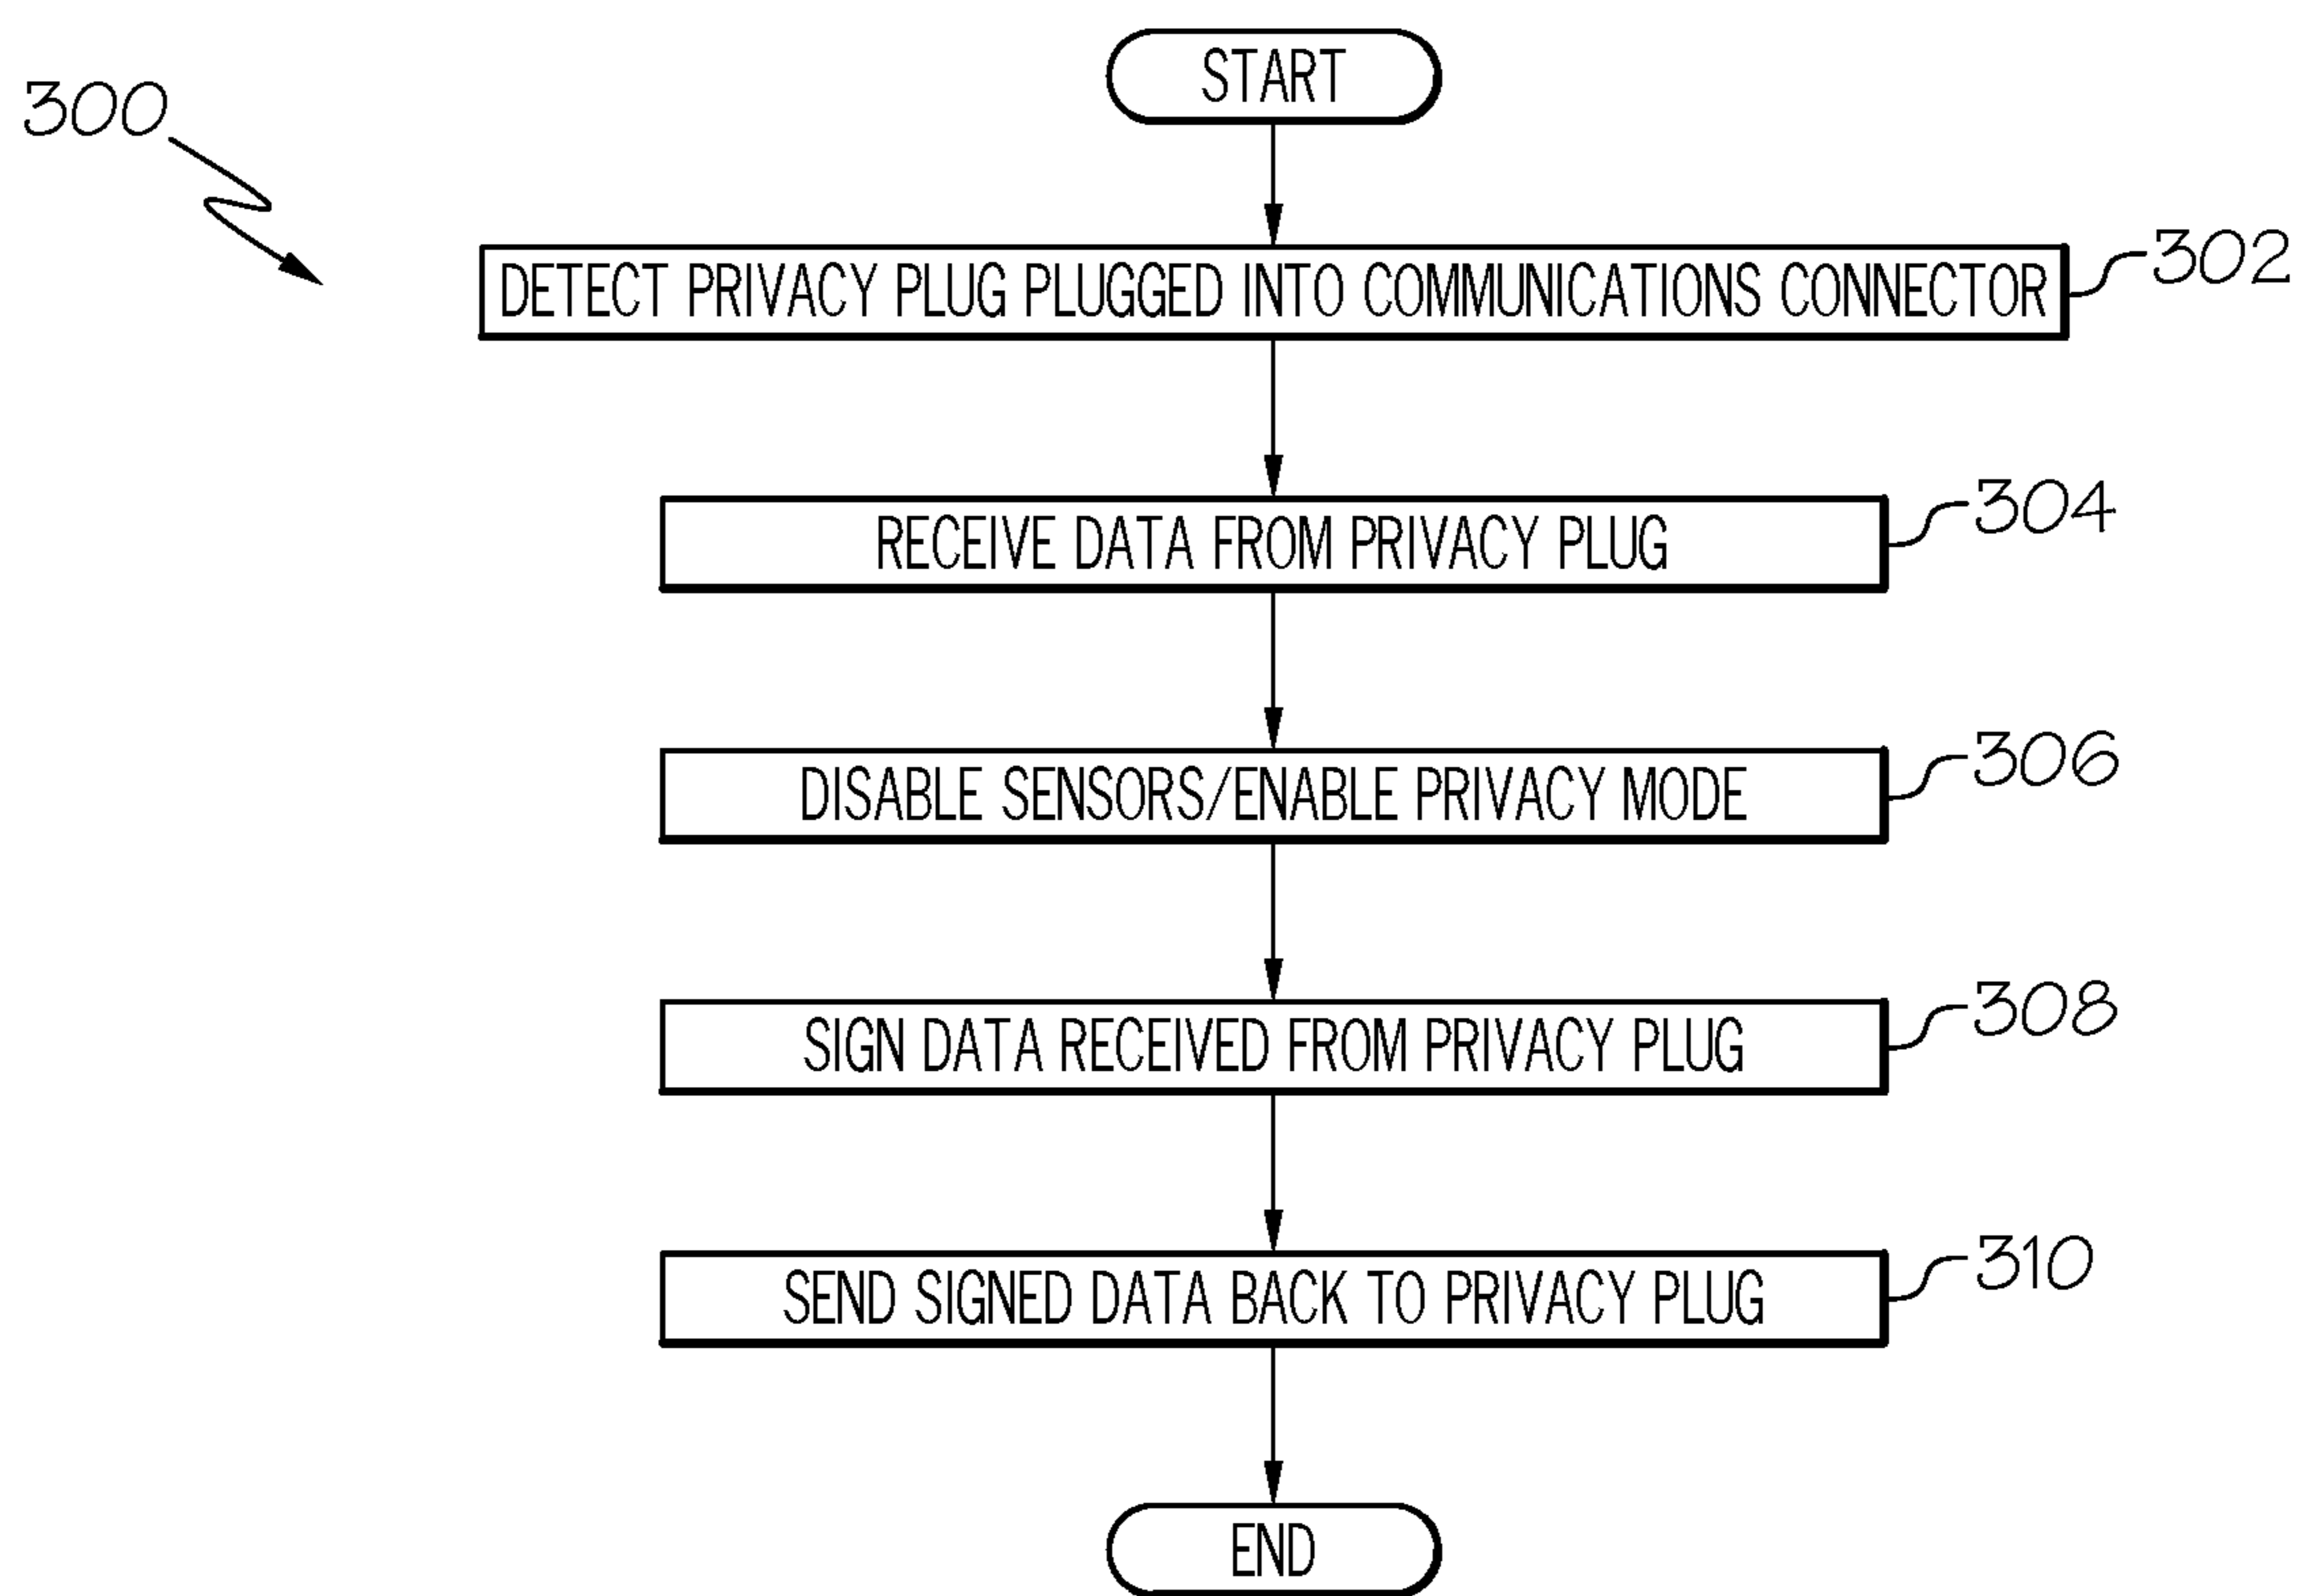 START
300
DETECT PRIVACY PLUG PLUGGED INTO COMMUNICATIONS CONNECTOR
302
RECEIVE DATA FROM PRIVACY PLUG
304
DISABLE SENSORS/ENABLE PRIVACY MODE
306
SIGN DATA RECEIVED FROM PRIVACY PLUG
308
SEND SIGNED DATA BACK TO PRIVACY PLUG
310
END